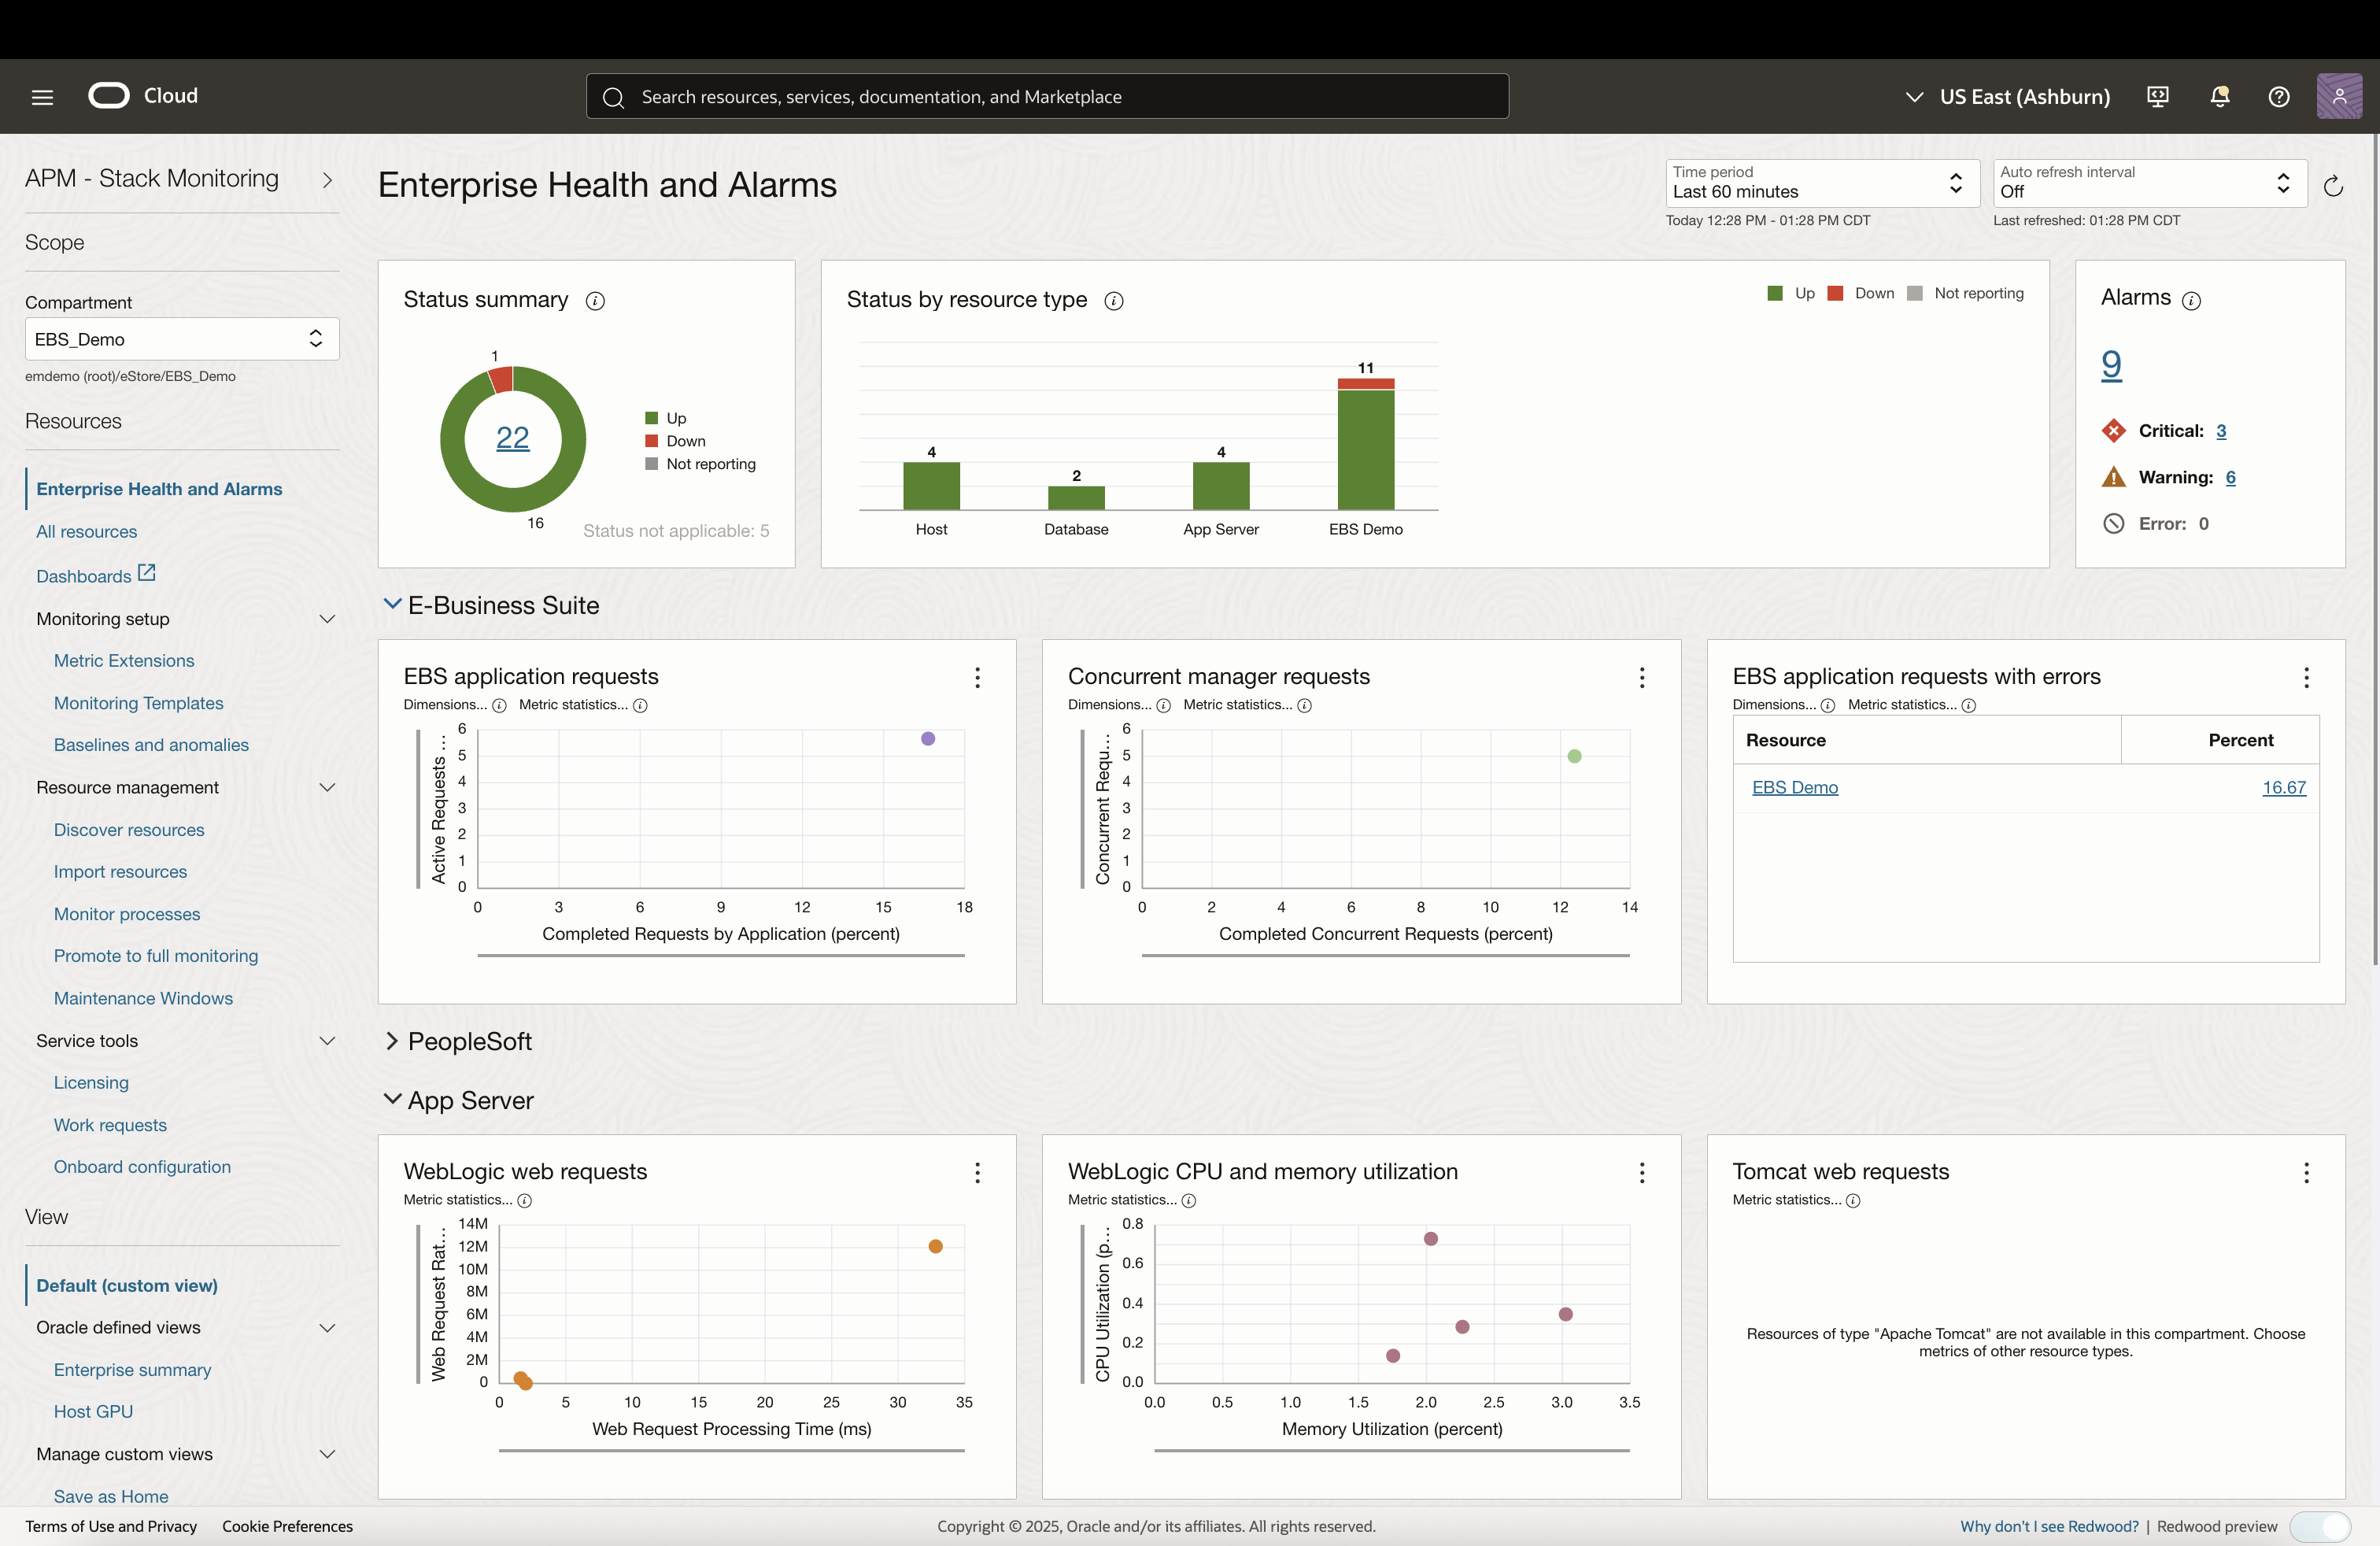 Cloud
Search resources, services, documentation, and Marketplace
US East (Ashburn)
APM - Stack Monitoring
Scope
Compartment
EBS_Demo
emdemo (root)/eStore/EBS_Demo
Resources
Enterprise Health and Alarms
All resources
Dashboards
Monitoring setup
Metric Extensions
Monitoring Templates
Baselines and anomalies
Resource management
Discover resources
Import resources
Monitor processes
Promote to full monitoring
Maintenance Windows
Service tools
Licensing
Work requests
Onboard configuration
View
Default (custom view)
Oracle defined views
Enterprise summary
Host GPU
Manage custom views
Save as Home
Enterprise Health and Alarms
Time period
Last 60 minutes
Today 12:28 PM - 01:28 PM CDT
Auto refresh interval
Off
Last refreshed: 01:28 PM CDT
Status summary
1
22
16
Up
Down
Not reporting
Status not applicable: 5
Status by resource type
Up Down Not reporting
4 2 4 11
Host Database App Server EBS Demo
Alarms
9
Critical: 3
Warning: 6
Error: 0
E-Business Suite
EBS application requests
Dimensions... Metric statistics...
Active Requests ...
6
5
4
3
2
1
0
0 3 6 9 12 15 18
Completed Requests by Application (percent)
Concurrent manager requests
Dimensions... Metric statistics...
Concurrent Requ...
6
5
4
3
2
1
0
0 2 4 6 8 10 12 14
Completed Concurrent Requests (percent)
EBS application requests with errors
Dimensions... Metric statistics...
Resource Percent
EBS Demo 16.67
PeopleSoft
App Server
WebLogic web requests
Metric statistics...
Web Request Rat...
14M
12M
10M
8M
6M
4M
2M
0
0 5 10 15 20 25 30 35
Web Request Processing Time (ms)
WebLogic CPU and memory utilization
Metric statistics...
CPU Utilization (p...
0.8
0.6
0.4
0.2
0.0
0.0 0.5 1.0 1.5 2.0 2.5 3.0 3.5
Memory Utilization (percent)
Tomcat web requests
Metric statistics...
Resources of type "Apache Tomcat" are not available in this compartment. Choose
metrics of other resource types.
Terms of Use and Privacy Cookie Preferences
Copyright © 2025, Oracle and/or its affiliates. All rights reserved.
Why don't I see Redwood? | Redwood preview